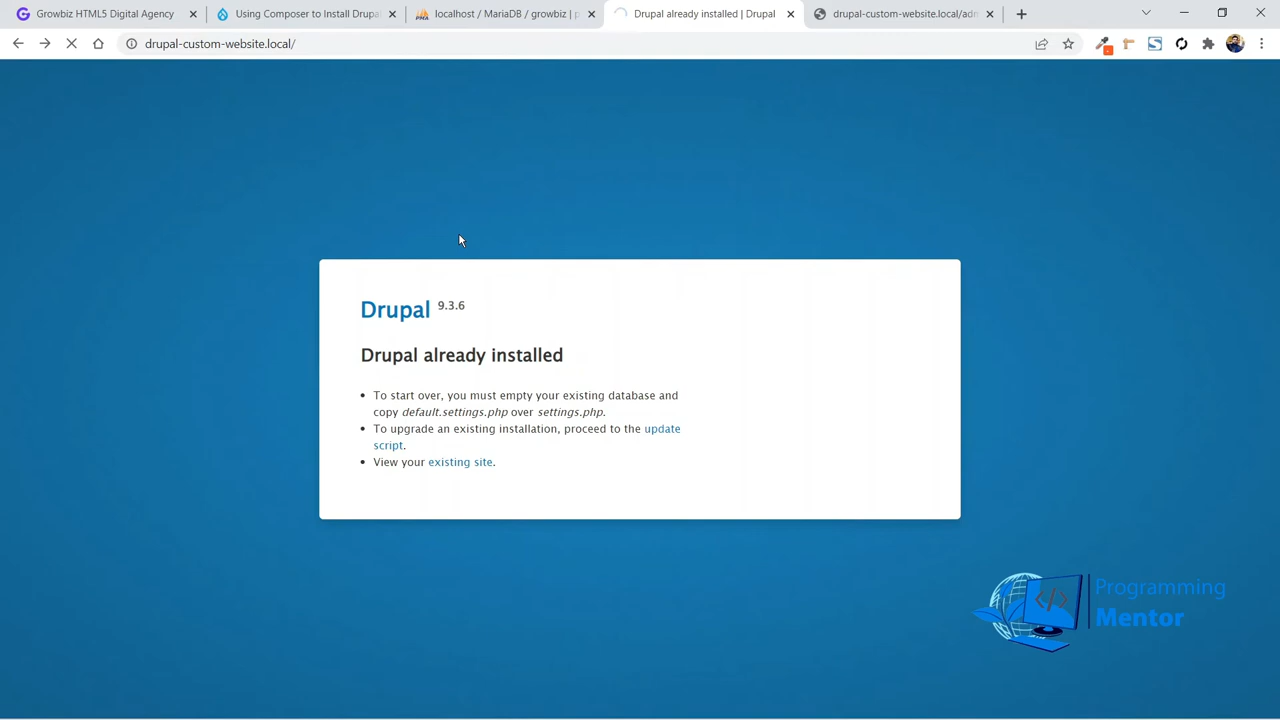 Growbiz HTML5 Digital Agency
Using Composer to Install Drupal
localhost / MariaDB / growbiz | p
Drupal already installed | Drupal
drupal-custom-website.local/adm
drupal-custom-website.local/
Drupal 9.3.6
Drupal already installed
• To start over, you must empty your existing database and
copy default.settings.php over settings.php.
• To upgrade an existing installation, proceed to the update
script.
• View your existing site.
Programming
Mentor